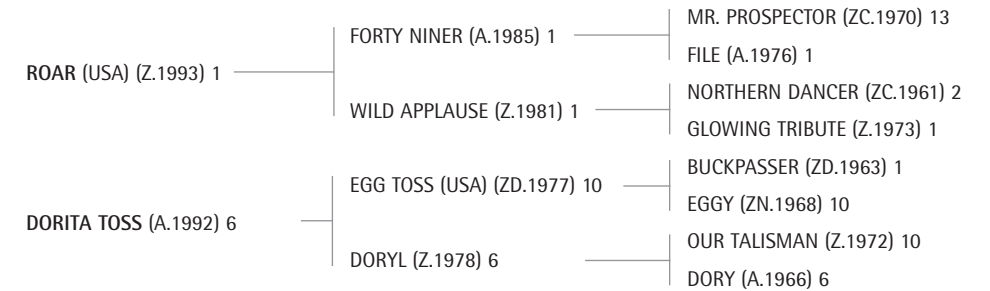 MR. PROSPECTOR (ZC.1970) 13
FORTY NINER (A.1985) 1
FILE (A.1976) 1
ROAR (USA) (Z.1993) 1
NORTHERN DANCER (ZC.1961) 2
WILD APPLAUSE (Z.1981) 1
GLOWING TRIBUTE (Z.1973) 1
BUCKPASSER (ZD.1963) 1
EGG TOSS (USA) (ZD.1977) 10
EGGY (ZN.1968) 10
DORITA TOSS (A.1992) 6
OUR TALISMAN (Z.1972) 10
DORYL (Z.1978) 6
DORY (A.1966) 6